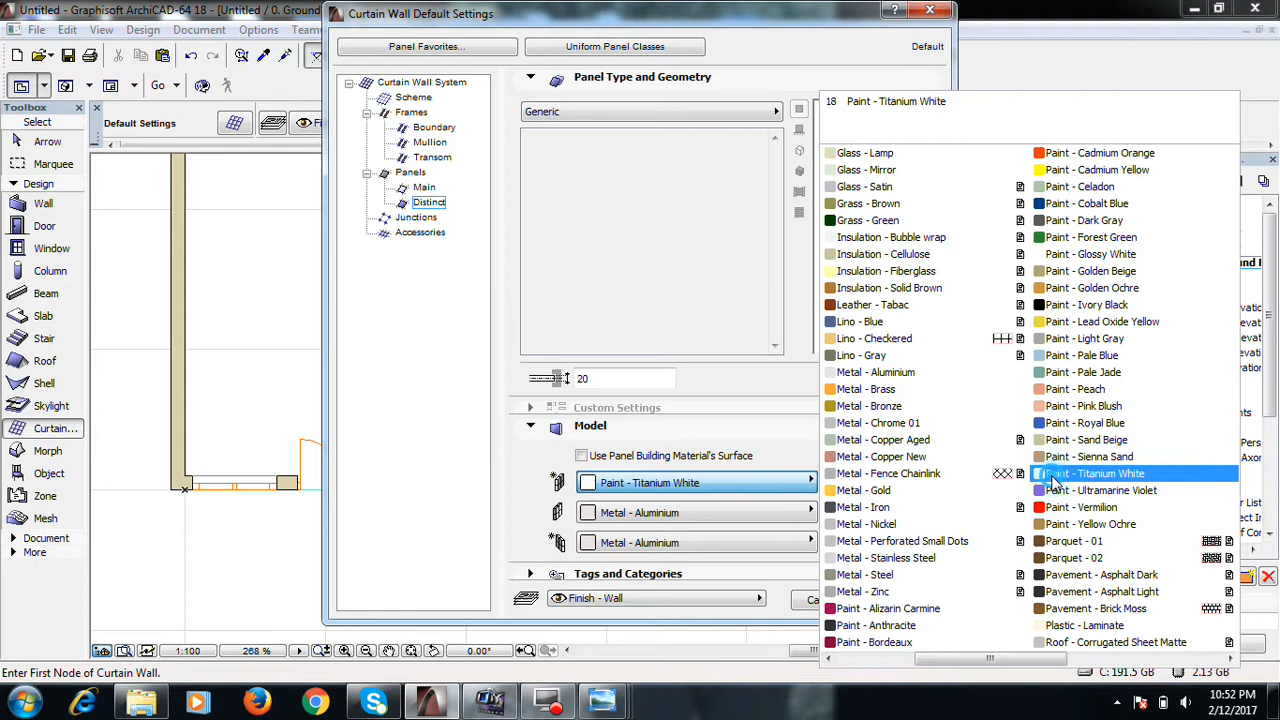 Untitled - Graphisoft ArchiCAD-64 18 - [Untitled / 0. Ground
File Edit View Design Document Options Teamw
Go
Toolbox
Select
Arrow
Marquee
Design
Wall
Door
Window
Column
Beam
Slab
Stair
Roof
Shell
Skylight
Curtain...
Morph
Object
Zone
Mesh
Document
More
Default Settings
1:100
268 %
0.00°
Enter First Node of Curtain Wall.
C: 191.5 GB
2.13 GB
Curtain Wall Default Settings
?
Panel Favorites...
Uniform Panel Classes
Default
Curtain Wall System
Scheme
Frames
Boundary
Mullion
Transom
Panels
Main
Distinct
Junctions
Accessories
Panel Type and Geometry
Generic
20
Custom Settings
Model
Use Panel Building Material's Surface
Paint - Titanium White
Metal - Aluminium
Metal - Aluminium
Tags and Categories
Finish - Wall
Ca
18 Paint - Titanium White
Glass - Lamp
Glass - Mirror
Glass - Satin
Grass - Brown
Grass - Green
Insulation - Bubble wrap
Insulation - Cellulose
Insulation - Fiberglass
Insulation - Solid Brown
Leather - Tabac
Lino - Blue
Lino - Checkered
Lino - Gray
Metal - Aluminium
Metal - Brass
Metal - Bronze
Metal - Chrome 01
Metal - Copper Aged
Metal - Copper New
Metal - Fence Chainlink
Metal - Gold
Metal - Iron
Metal - Nickel
Metal - Perforated Small Dots
Metal - Stainless Steel
Metal - Steel
Metal - Zinc
Paint - Alizarin Carmine
Paint - Anthracite
Paint - Bordeaux
Paint - Cadmium Orange
Paint - Cadmium Yellow
Paint - Celadon
Paint - Cobalt Blue
Paint - Dark Gray
Paint - Forest Green
Paint - Glossy White
Paint - Golden Beige
Paint - Golden Ochre
Paint - Ivory Black
Paint - Lead Oxide Yellow
Paint - Light Gray
Paint - Pale Blue
Paint - Pale Jade
Paint - Peach
Paint - Pink Blush
Paint - Royal Blue
Paint - Sand Beige
Paint - Sienna Sand
Paint - Titanium White
Paint - Ultramarine Violet
Paint - Vermilion
Paint - Yellow Ochre
Parquet - 01
Parquet - 02
Pavement - Asphalt Dark
Pavement - Asphalt Light
Pavement - Brick Moss
Plastic - Laminate
Roof - Corrugated Sheet Matte
10:52 PM
2/12/2017